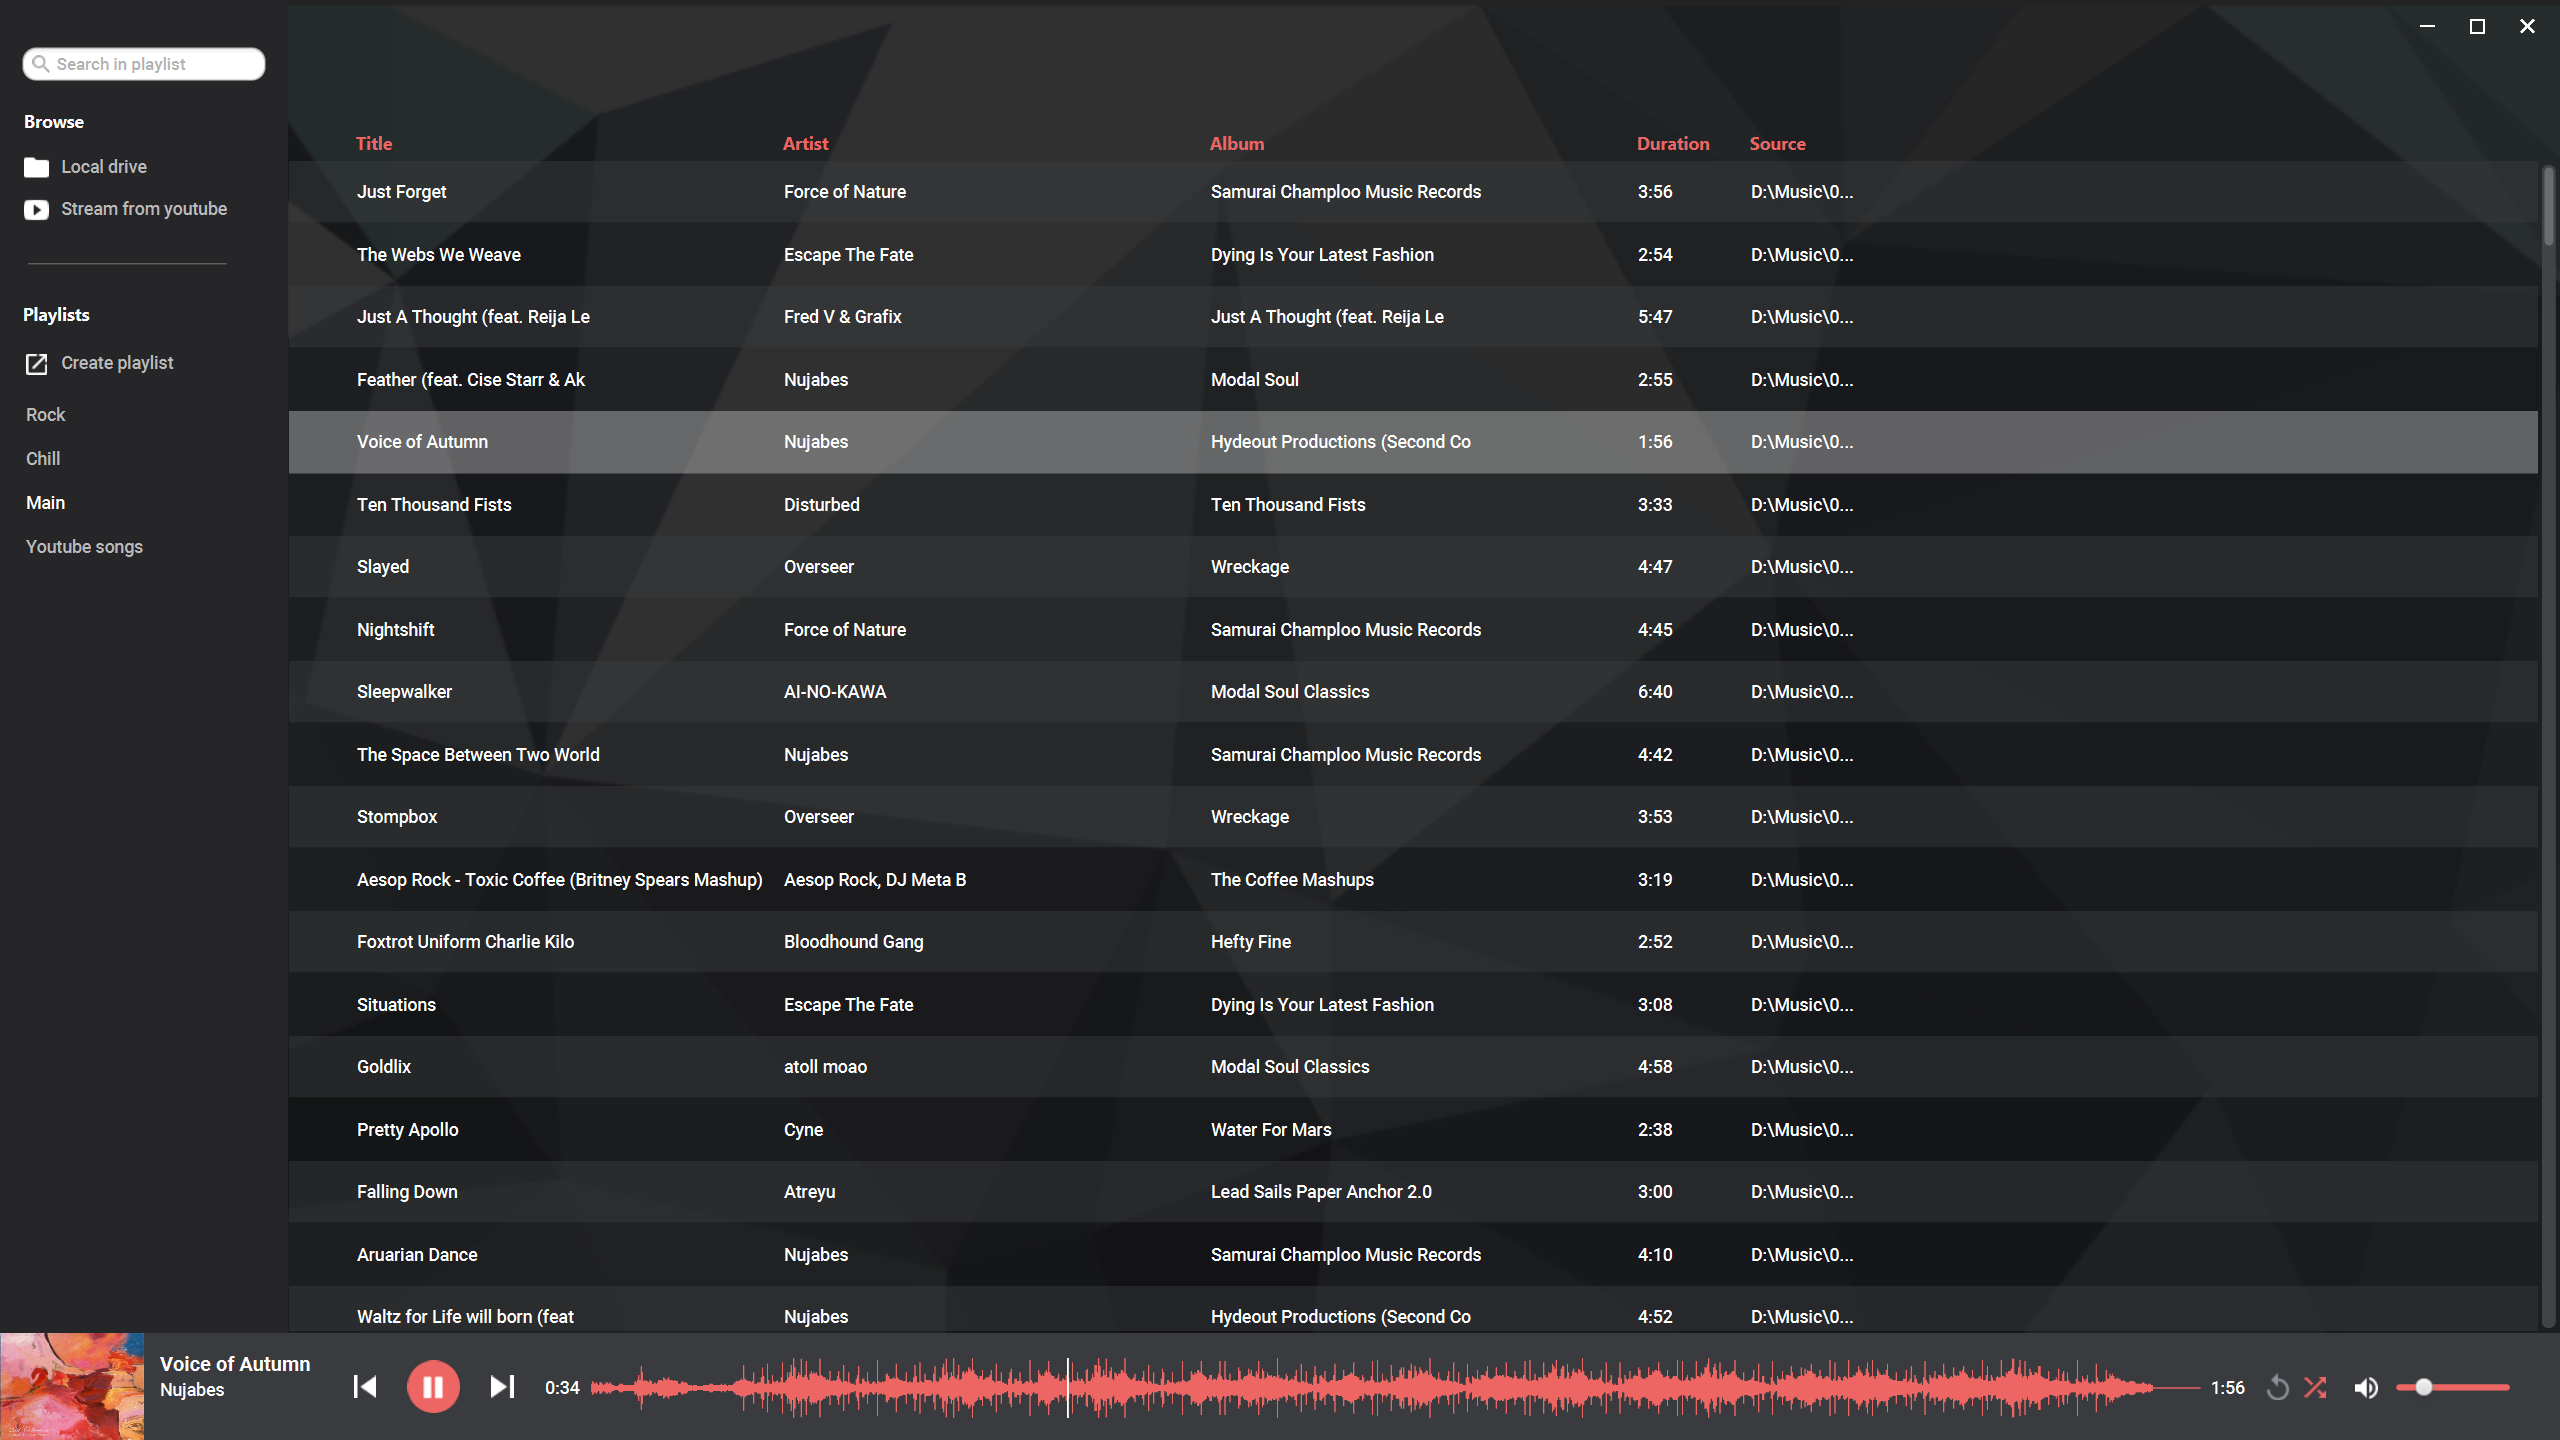 Search in playlist
Browse
Local drive
Stream from youtube
Playlists
Create playlist
Rock
Chill
Main
Youtube songs
Title Artist Album Duration Source
Just Forget Force of Nature Samurai Champloo Music Records 3:56 D:\Music\0...
The Webs We Weave Escape The Fate Dying Is Your Latest Fashion 2:54 D:\Music\0...
Just A Thought (feat. Reija Le Fred V & Grafix Just A Thought (feat. Reija Le 5:47 D:\Music\0...
Feather (feat. Cise Starr & Ak Nujabes Modal Soul 2:55 D:\Music\0...
Voice of Autumn Nujabes Hydeout Productions (Second Co 1:56 D:\Music\0...
Ten Thousand Fists Disturbed Ten Thousand Fists 3:33 D:\Music\0...
Slayed Overseer Wreckage 4:47 D:\Music\0...
Nightshift Force of Nature Samurai Champloo Music Records 4:45 D:\Music\0...
Sleepwalker AI-NO-KAWA Modal Soul Classics 6:40 D:\Music\0...
The Space Between Two World Nujabes Samurai Champloo Music Records 4:42 D:\Music\0...
Stompbox Overseer Wreckage 3:53 D:\Music\0...
Aesop Rock - Toxic Coffee (Britney Spears Mashup) Aesop Rock, DJ Meta B The Coffee Mashups 3:19 D:\Music\0...
Foxtrot Uniform Charlie Kilo Bloodhound Gang Hefty Fine 2:52 D:\Music\0...
Situations Escape The Fate Dying Is Your Latest Fashion 3:08 D:\Music\0...
Goldlix atoll moao Modal Soul Classics 4:58 D:\Music\0...
Pretty Apollo Cyne Water For Mars 2:38 D:\Music\0...
Falling Down Atreyu Lead Sails Paper Anchor 2.0 3:00 D:\Music\0...
Aruarian Dance Nujabes Samurai Champloo Music Records 4:10 D:\Music\0...
Waltz for Life will born (feat Nujabes Hydeout Productions (Second Co 4:52 D:\Music\0...
Voice of Autumn
Nujabes
0:34 1:56